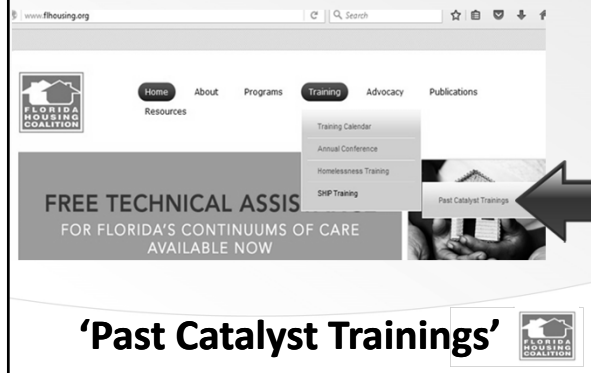 www.flhousing.org
Search
FLORIDA
HOUSING
COALITION
Home About Programs Training Advocacy Publications
Resources
Training Calendar
Annual Conference
Homelessness Training
SHIP Training
Past Catalyst Trainings
FREE TECHNICAL ASSIS
FOR FLORIDA'S CONTINUUMS OF CARE
AVAILABLE NOW
‘Past Catalyst Trainings’
FLORIDA
HOUSING
COALITION